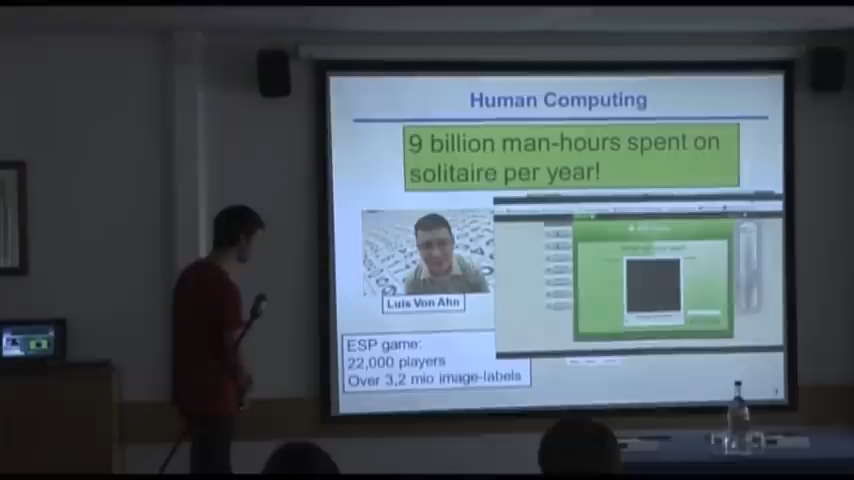 Human Computing
9 billion man-hours spent on
solitaire per year!
Luis Von Ahn
ESP game:
22,000 players
Over 3,2 mio image-labels